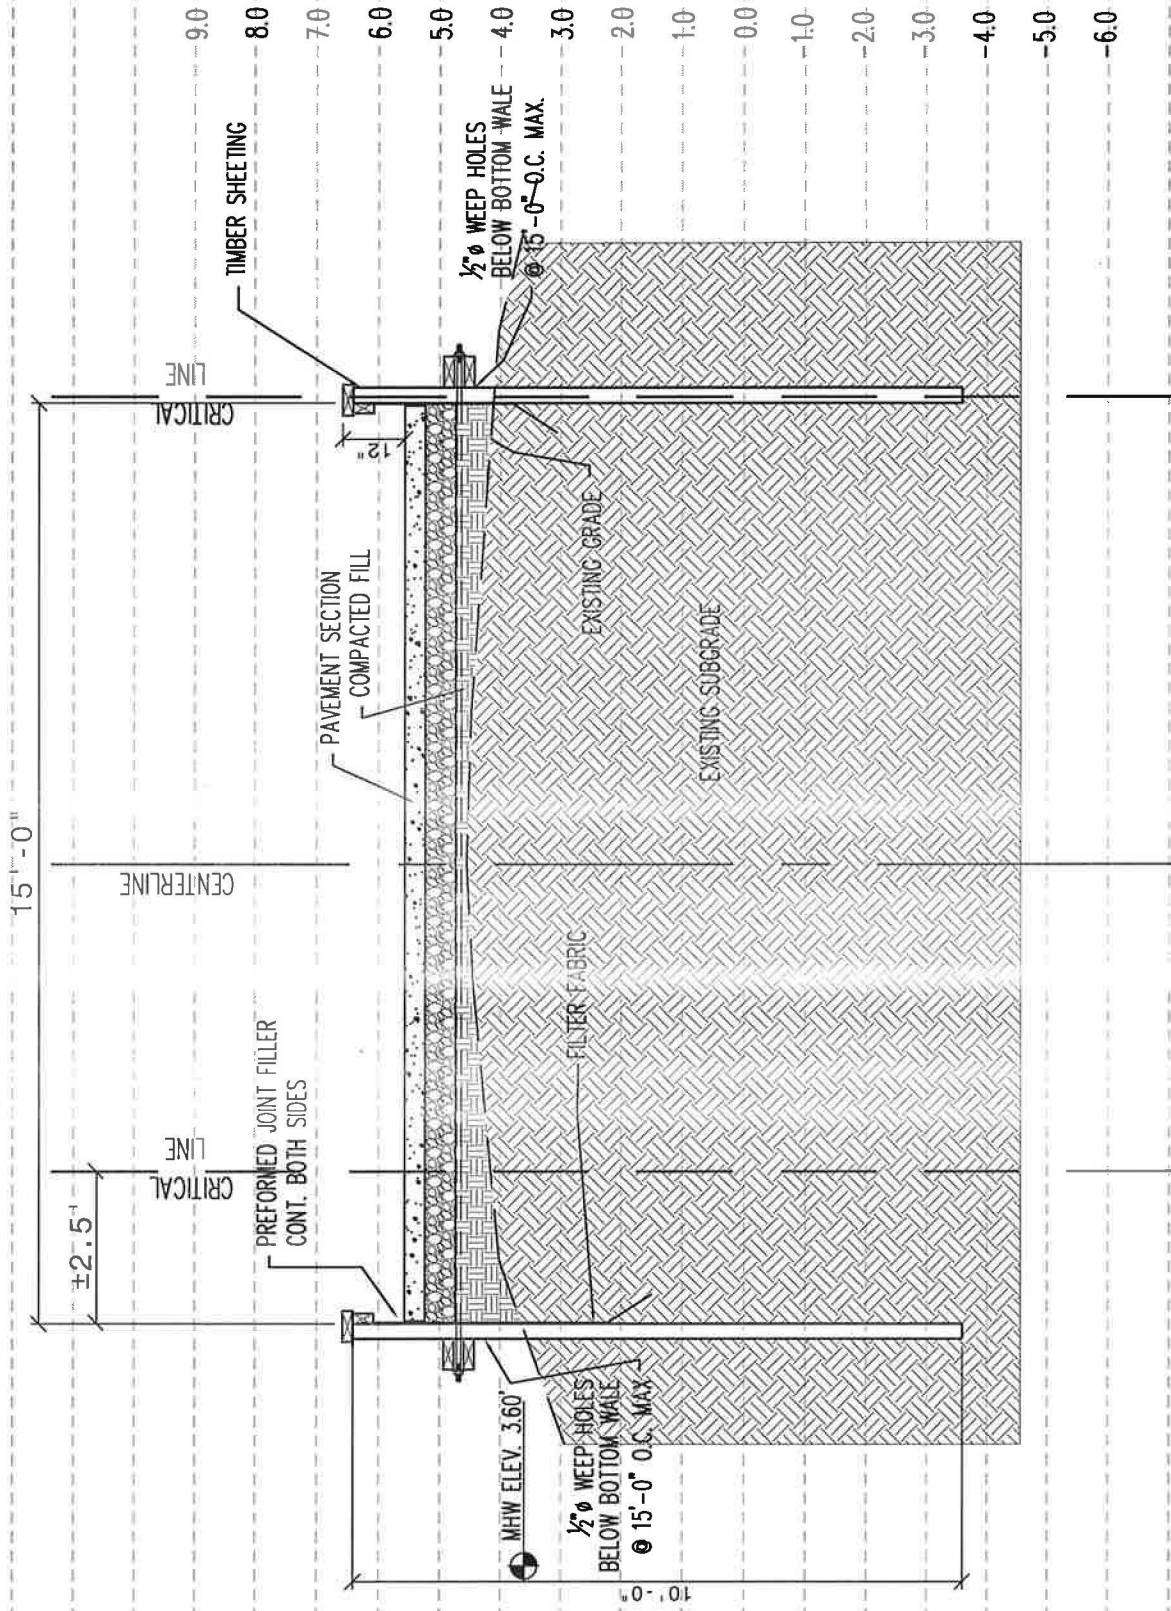 15'-0"
±2.5'
CRITICAL
LINE
CENTERLINE
CRITICAL
LINE
PREFORMED JOINT FILLER
CONT. BOTH SIDES
PAVEMENT SECTION
COMPACTED FILL
TIMBER SHEETING
12"
½"ø WEEP HOLES
BELOW BOTTOM WALE
@ 15'-0" O.C. MAX.
MHW ELEV. 3.60'
½"ø WEEP HOLES
BELOW BOTTOM WALE
@ 15'-0" O.C. MAX
FILTER FABRIC
EXISTING GRADE
EXISTING SUBGRADE
10'-0"
9.0
8.0
7.0
6.0
5.0
4.0
3.0
2.0
1.0
0.0
-1.0
-2.0
-3.0
-4.0
-5.0
-6.0